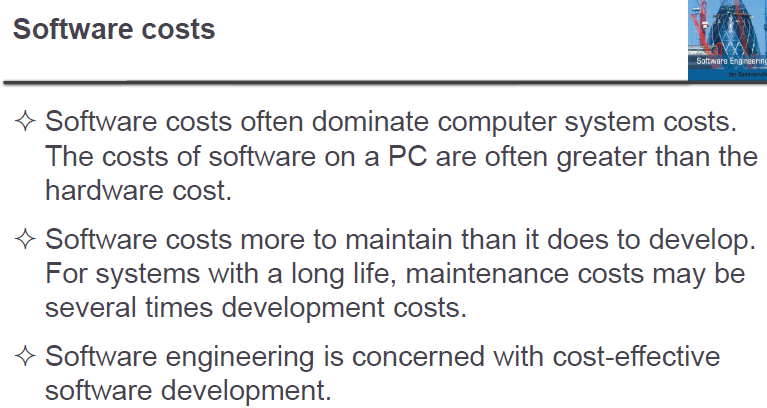 Software costs
Software Engineering
Ian Sommerville
Software costs often dominate computer system costs.
The costs of software on a PC are often greater than the
hardware cost.
Software costs more to maintain than it does to develop.
For systems with a long life, maintenance costs may be
several times development costs.
Software engineering is concerned with cost-effective
software development.